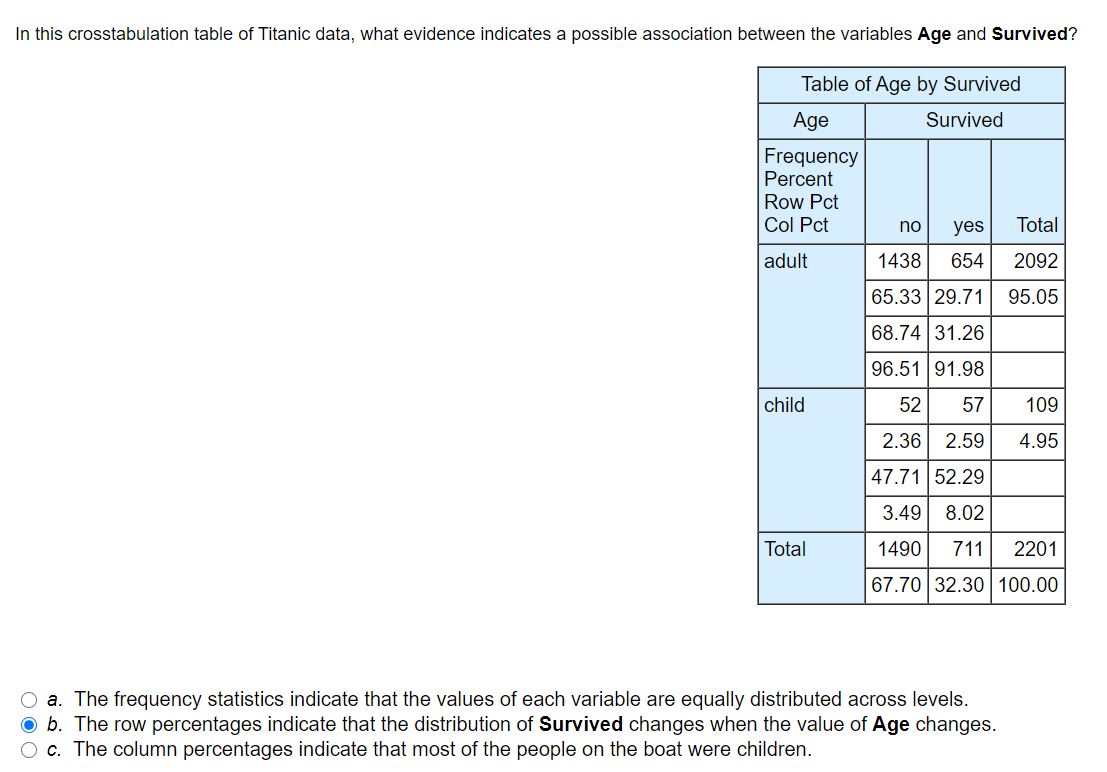 In this crosstabulation table of Titanic data, what evidence indicates a possible association between the variables Age and Survived?
Table of Age by Survived
Age Survived
Frequency
Percent
Row Pct
Col Pct no yes Total
adult 1438 654 2092
65.33 29.71 95.05
68.74 31.26
96.51 91.98
child 52 57 109
2.36 2.59 4.95
47.71 52.29
3.49 8.02
Total 1490 711 2201
67.70 32.30 100.00
a. The frequency statistics indicate that the values of each variable are equally distributed across levels.
b. The row percentages indicate that the distribution of Survived changes when the value of Age changes.
c. The column percentages indicate that most of the people on the boat were children.